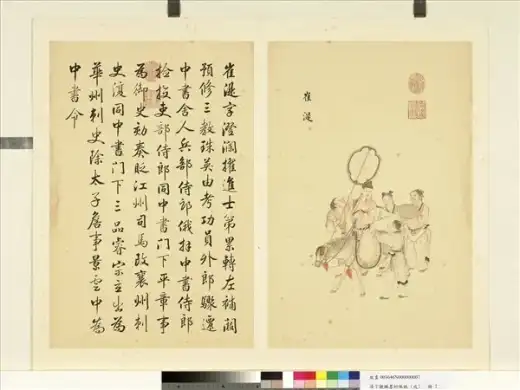 崔湜字澄瀾擢進士第累轉左補闕
預修三教珠英由考功員外郎驟遷
中書舍人兵部侍郎俄拜中書侍郎
檢校吏部侍郎同中書門下平章事
為御史劾奏貶江州司馬改襄州刺
史復同中書門下三品睿宗立出為
華州刺史除太子詹事景雲中為
中書令
崔湜